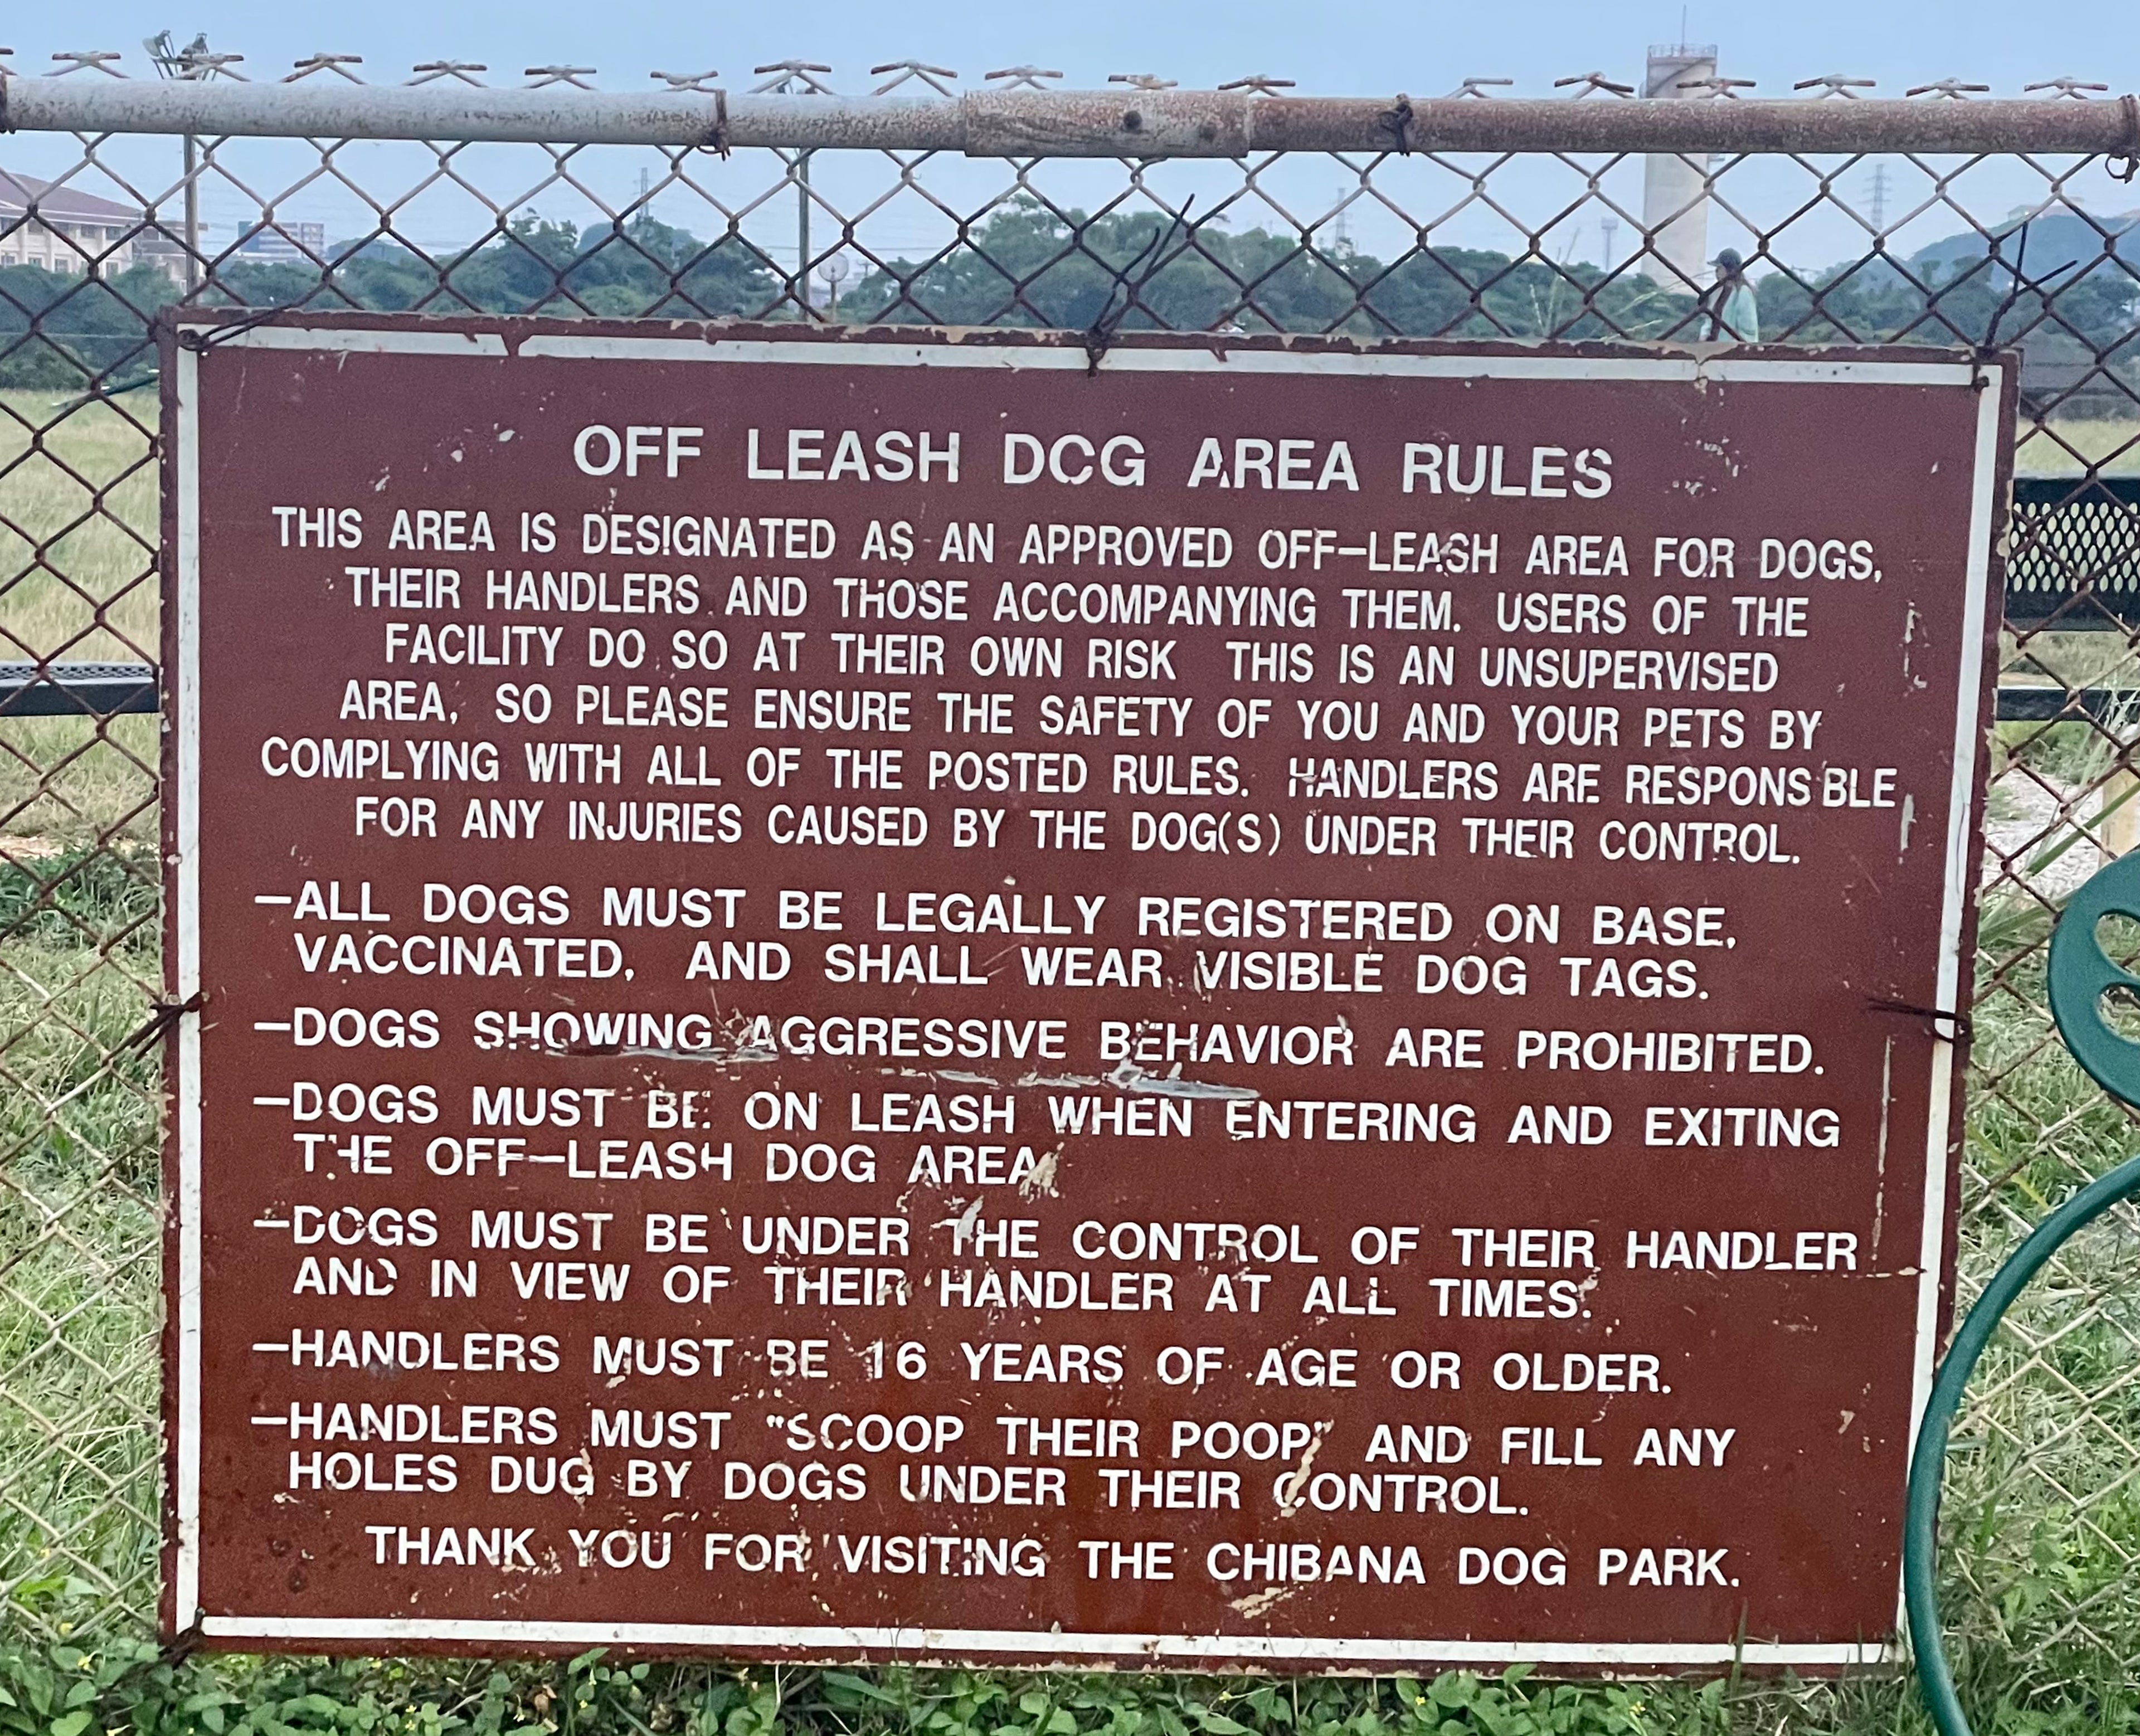 OFF LEASH DOG AREA RULES
THIS AREA IS DESIGNATED AS AN APPROVED OFF-LEASH AREA FOR DOGS,
THEIR HANDLERS AND THOSE ACCOMPANYING THEM. USERS OF THE
FACILITY DO SO AT THEIR OWN RISK THIS IS AN UNSUPERVISED
AREA, SO PLEASE ENSURE THE SAFETY OF YOU AND YOUR PETS BY
COMPLYING WITH ALL OF THE POSTED RULES. HANDLERS ARE RESPONSIBLE
FOR ANY INJURIES CAUSED BY THE DOG(S) UNDER THEIR CONTROL.
-ALL DOGS MUST BE LEGALLY REGISTERED ON BASE,
VACCINATED, AND SHALL WEAR VISIBLE DOG TAGS.
-DOGS SHOWING AGGRESSIVE BEHAVIOR ARE PROHIBITED.
-DOGS MUST BE ON LEASH WHEN ENTERING AND EXITING
THE OFF-LEASH DOG AREA
-DOGS MUST BE UNDER THE CONTROL OF THEIR HANDLER
AND IN VIEW OF THEIR HANDLER AT ALL TIMES.
-HANDLERS MUST BE 16 YEARS OF AGE OR OLDER.
-HANDLERS MUST "SCOOP THEIR POOP" AND FILL ANY
HOLES DUG BY DOGS UNDER THEIR CONTROL.
THANK YOU FOR VISITING THE CHIBANA DOG PARK.